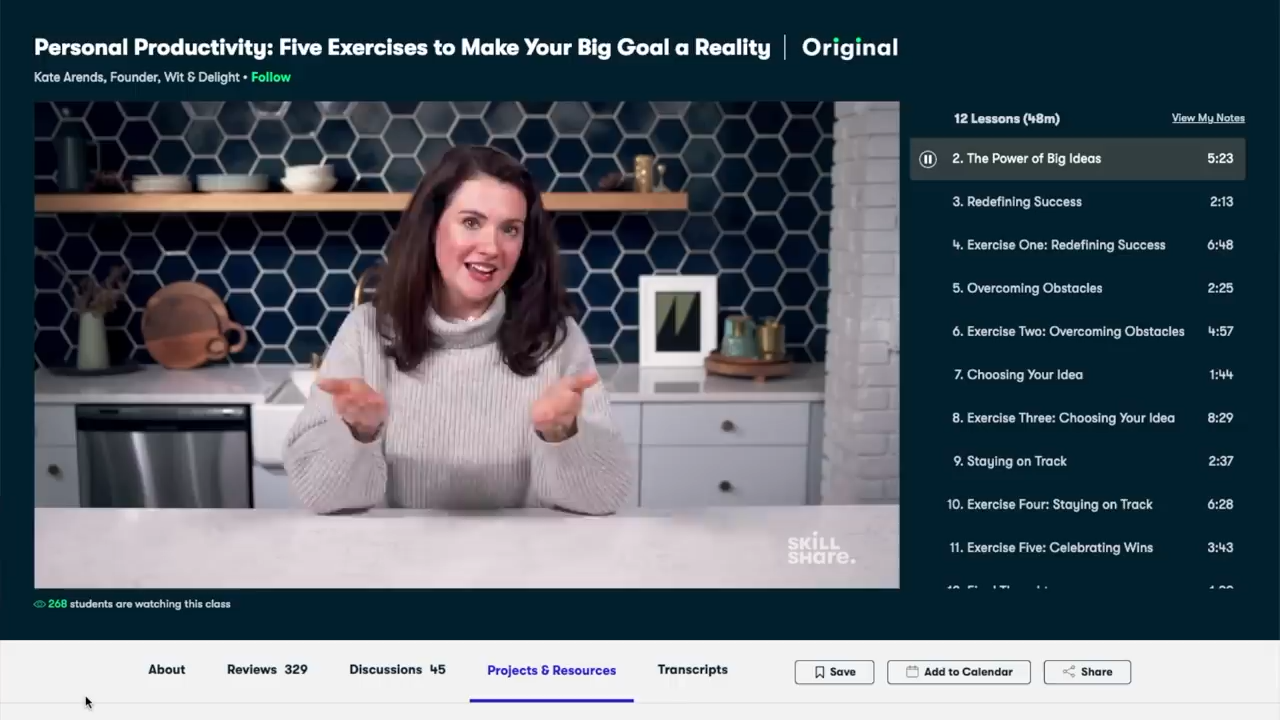 Personal Productivity: Five Exercises to Make Your Big Goal a Reality | Original
Kate Arends, Founder, Wit & Delight • Follow
12 Lessons (48m) View My Notes
2. The Power of Big Ideas 5:23
3. Redefining Success 2:13
4. Exercise One: Redefining Success 6:48
5. Overcoming Obstacles 2:25
6. Exercise Two: Overcoming Obstacles 4:57
7. Choosing Your Idea 1:44
8. Exercise Three: Choosing Your Idea 8:29
9. Staying on Track 2:37
10. Exercise Four: Staying on Track 6:28
11. Exercise Five: Celebrating Wins 3:43
SKILL
SHARE.
268 students are watching this class
About Reviews 329 Discussions 45 Projects & Resources Transcripts Save Add to Calendar Share